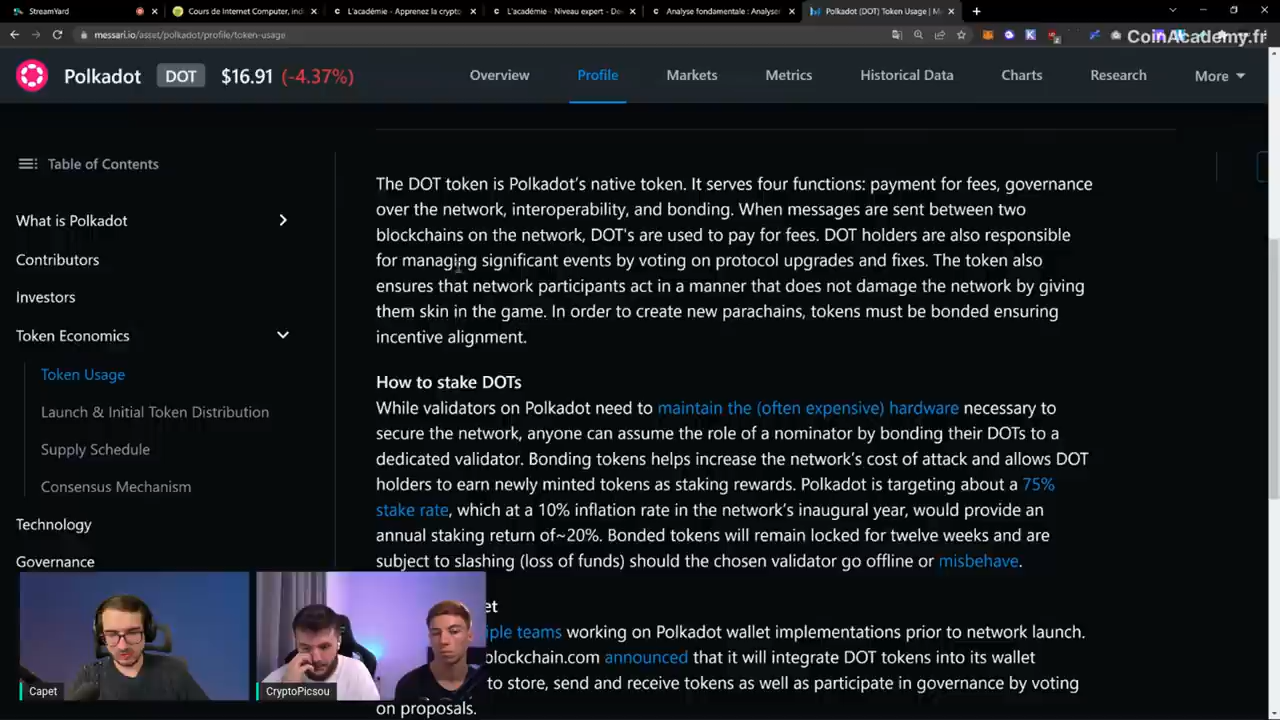 StreamYard
Cours de Internet Computer, ind
L'académie - Apprenez la crypto
L'académie - Niveau expert - De
Analyse fondamentale : Analyser
Polkadot (DOT) Token Usage | M
messari.io/asset/polkadot/profile/token-usage
CoinAcademy.fr
Polkadot DOT $16.91 (-4.37%) Overview Profile Markets Metrics Historical Data Charts Research More
Table of Contents
What is Polkadot
Contributors
Investors
Token Economics
Token Usage
Launch & Initial Token Distribution
Supply Schedule
Consensus Mechanism
Technology
Governance
The DOT token is Polkadot's native token. It serves four functions: payment for fees, governance
over the network, interoperability, and bonding. When messages are sent between two
blockchains on the network, DOT's are used to pay for fees. DOT holders are also responsible
for managing significant events by voting on protocol upgrades and fixes. The token also
ensures that network participants act in a manner that does not damage the network by giving
them skin in the game. In order to create new parachains, tokens must be bonded ensuring
incentive alignment.
How to stake DOTs
While validators on Polkadot need to maintain the (often expensive) hardware necessary to
secure the network, anyone can assume the role of a nominator by bonding their DOTs to a
dedicated validator. Bonding tokens helps increase the network's cost of attack and allows DOT
holders to earn newly minted tokens as staking rewards. Polkadot is targeting about a 75%
stake rate, which at a 10% inflation rate in the network's inaugural year, would provide an
annual staking return of~20%. Bonded tokens will remain locked for twelve weeks and are
subject to slashing (loss of funds) should the chosen validator go offline or misbehave.
et
iple teams working on Polkadot wallet implementations prior to network launch.
blockchain.com announced that it will integrate DOT tokens into its wallet
to store, send and receive tokens as well as participate in governance by voting
on proposals.
Capet
CryptoPicsou